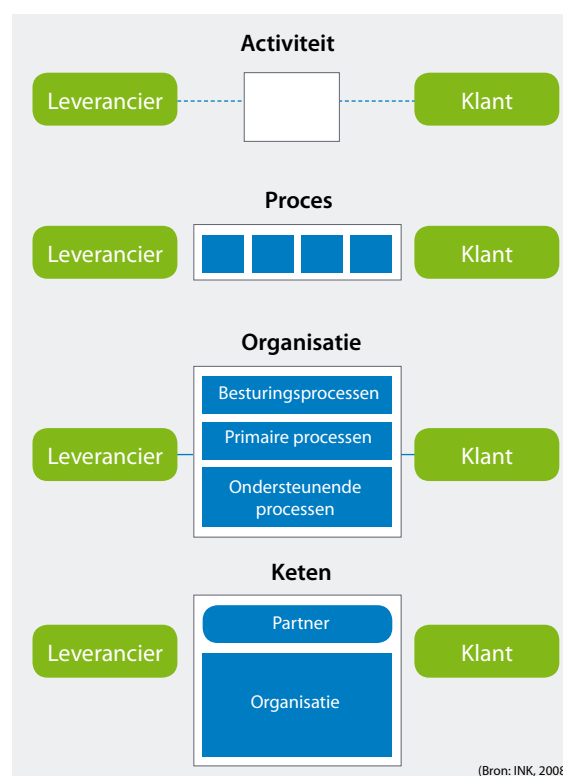 Activiteit
Leverancier
Klant
Proces
Leverancier
Klant
Organisatie
Besturingsprocessen
Primaire processen
Leverancier
Klant
Ondersteunende
processen
Keten
Partner
Leverancier
Klant
Organisatie
(Bron: INK, 2008